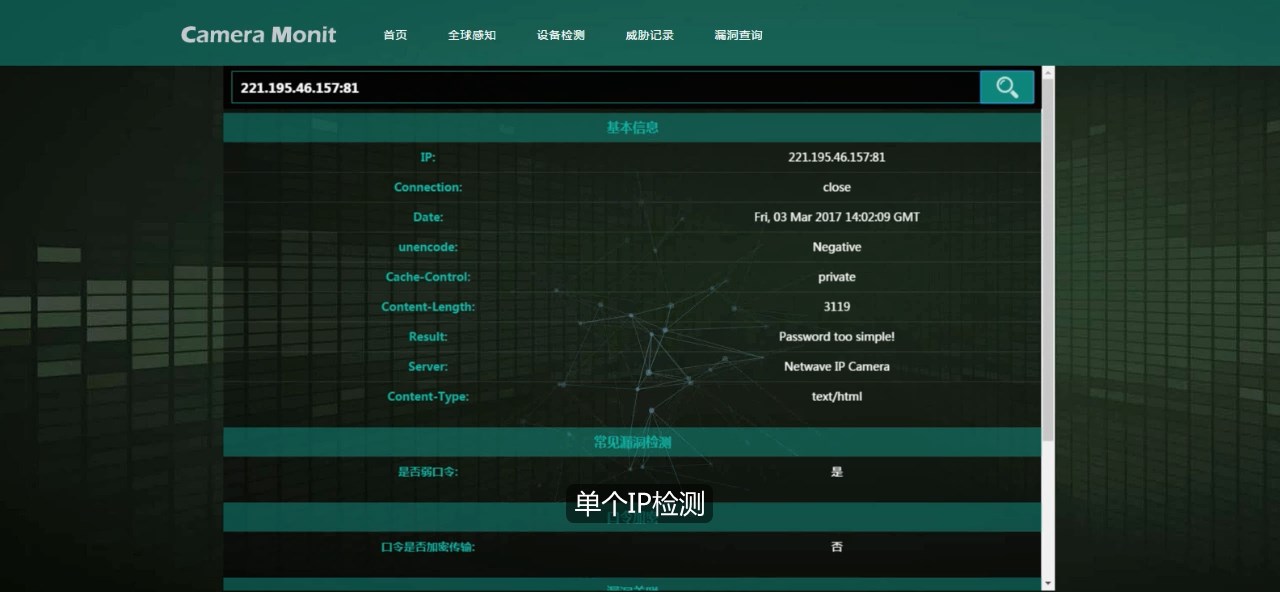 Camera Monit 首页 全球感知 设备检测 威胁记录 漏洞查询
221.195.46.157:81
基本信息
IP: 221.195.46.157:81
Connection: close
Date: Fri, 03 Mar 2017 14:02:09 GMT
unencode: Negative
Cache-Control: private
Content-Length: 3119
Result: Password too simple!
Server: Netwave IP Camera
Content-Type: text/html
常见漏洞检测
是否弱口令: 是
单个IP检测
口令是否加密传输: 否